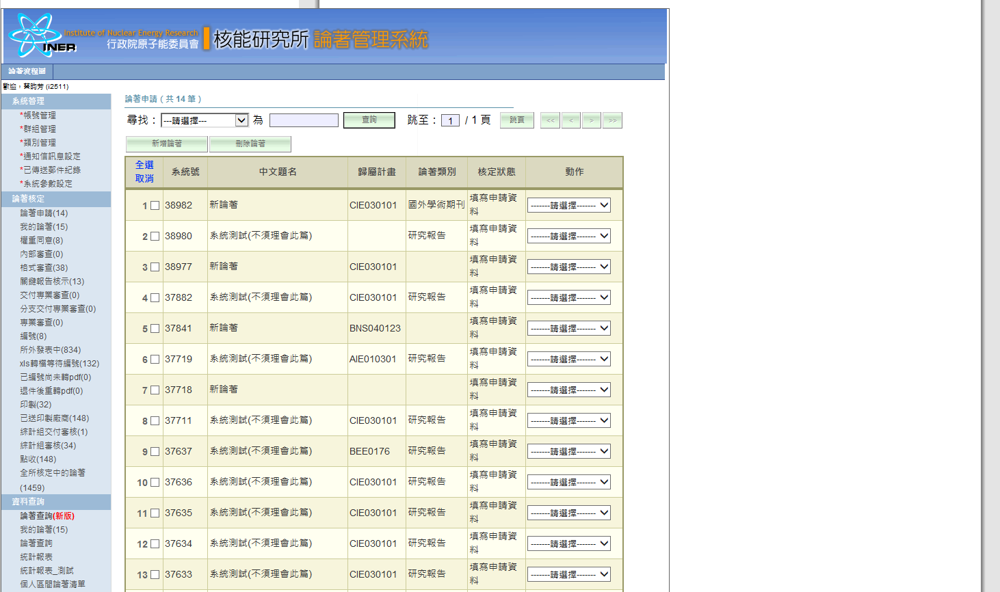 Institute of Nuclear Energy Research
行政院原子能委員會
INER
核能研究所 論著管理系統
論著流程圖
歡迎，蔡昀芳 (i2511)
系統管理
*帳號管理
*群組管理
*類別管理
*通知信訊息設定
*已傳送郵件紀錄
*系統參數設定
論著核定
論著申請(14)
我的論著(15)
權重同意(8)
內部審查(0)
格式審查(38)
關鍵報告核示(13)
交付專業審查(0)
分支交付專業審查(0)
專業審查(0)
編號(8)
所外發表中(834)
xls轉檔等待編號(132)
已編號尚未轉pdf(0)
退件後重轉pdf(0)
印製(32)
已送印製廠商(148)
綜計組交付審核(1)
綜計組審核(34)
點收(148)
全所核定中的論著
(1459)
資料查詢
論著查詢(新版)
我的論著(15)
論著查詢
統計報表
統計報表_測試
個人區間論著清單
論著申請 ( 共 14 筆 )
尋找： ---請選擇--- 為 查詢 跳至： 1 / 1 頁 跳頁 << < > >>
新增論著 刪除論著
全選 取消 系統號 中文題名 歸屬計畫 論著類別 核定狀態 動作
1 38982 新論著 CIE030101 國外學術期刊 填寫申請資料 -------請選擇-------
2 38980 系統測試(不須理會此篇) 研究報告 填寫申請資料 -------請選擇-------
3 38977 新論著 CIE030101 填寫申請資料 -------請選擇-------
4 37882 系統測試(不須理會此篇) CIE030101 研究報告 填寫申請資料 -------請選擇-------
5 37841 新論著 BNS040123 填寫申請資料 -------請選擇-------
6 37719 系統測試(不須理會此篇) AIE010301 研究報告 填寫申請資料 -------請選擇-------
7 37718 新論著 填寫申請資料 -------請選擇-------
8 37711 系統測試(不須理會此篇) CIE030101 研究報告 填寫申請資料 -------請選擇-------
9 37637 系統測試(不須理會此篇) BEE0176 研究報告 填寫申請資料 -------請選擇-------
10 37636 系統測試(不須理會此篇) CIE030101 研究報告 填寫申請資料 -------請選擇-------
11 37635 系統測試(不須理會此篇) CIE030101 研究報告 填寫申請資料 -------請選擇-------
12 37634 系統測試(不須理會此篇) CIE030101 研究報告 填寫申請資料 -------請選擇-------
13 37633 系統測試(不須理會此篇) CIE030101 研究報告 填寫申請資料 -------請選擇-------